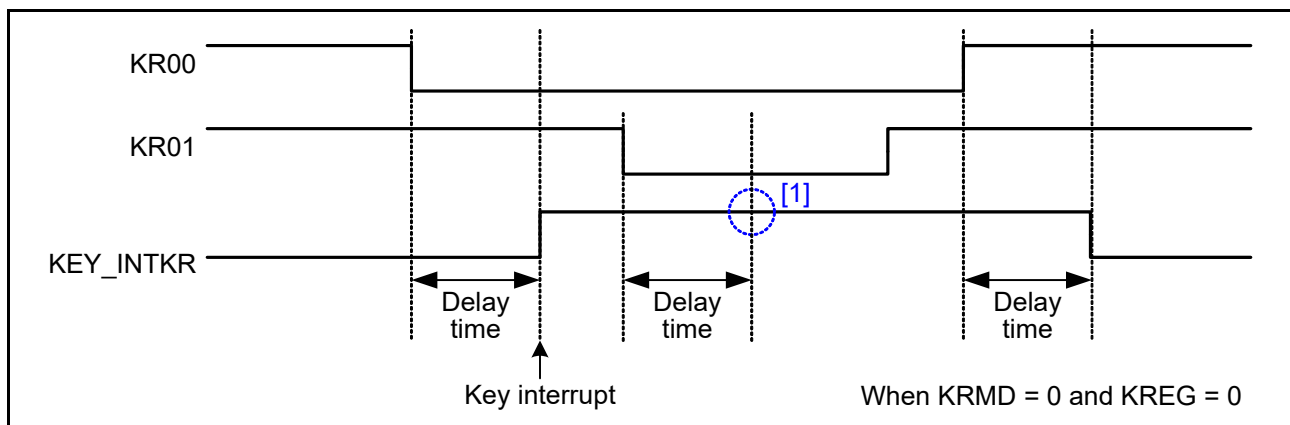 KR00
KR01
[1]
KEY_INTKR
Delay
time
Delay
time
Delay
time
Key interrupt
When KRMD = 0 and KREG = 0